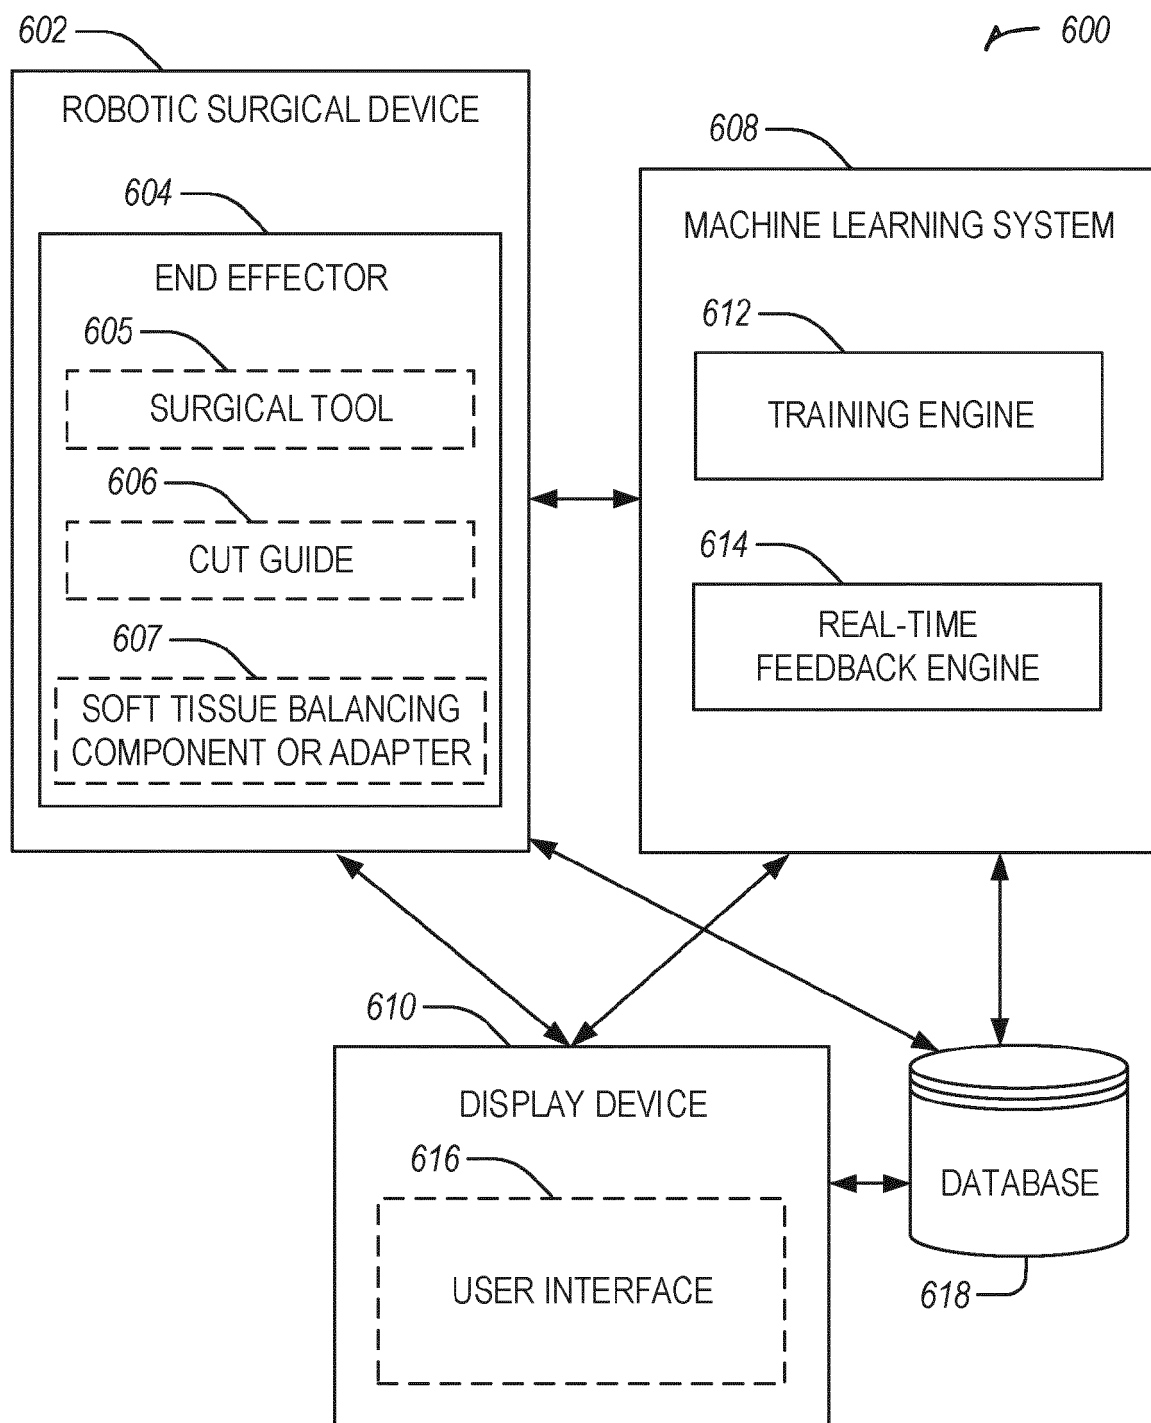 602
600
ROBOTIC SURGICAL DEVICE
604
END EFFECTOR
605
SURGICAL TOOL
606
CUT GUIDE
607
SOFT TISSUE BALANCING
COMPONENT OR ADAPTER
608
MACHINE LEARNING SYSTEM
612
TRAINING ENGINE
614
REAL-TIME
FEEDBACK ENGINE
610
DISPLAY DEVICE
616
USER INTERFACE
DATABASE
618